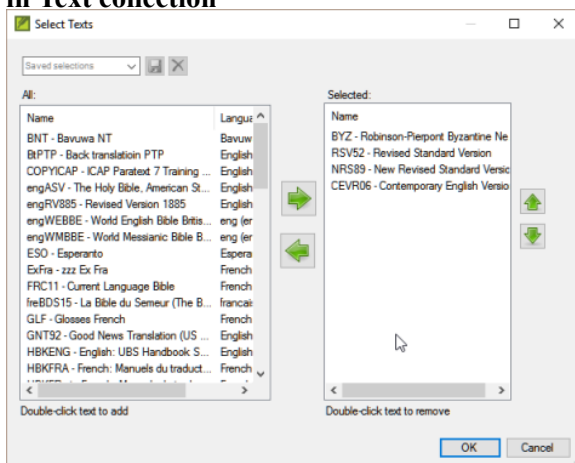 in Text collection
Select Texts
Saved selections
All:
Name Langua
BNT - Bavuwa NT Bavuw
BtPTP - Back translatioin PTP English
COPYICAP - ICAP Paratext 7 Training ... English
engASV - The Holy Bible, American St... English
engRV885 - Revised Version 1885 English
engWEBBE - World English Bible Britis... eng (er
engWMBBE - World Messianic Bible B... eng (er
ESO - Esperanto Espera
ExFra - zzz Ex Fra French
FRC11 - Current Language Bible French
freBDS15 - La Bible du Semeur (The B... francais
GLF - Glosses French French
GNT92 - Good News Translation (US ... English
HBKENG - English: UBS Handbook S... English
HBKFRA - French: Manuels du traduct... French
Double-click text to add
Selected:
Name
BYZ - Robinson-Pierpont Byzantine Ne
RSV52 - Revised Standard Version
NRS89 - New Revised Standard Versic
CEVR06 - Contemporary English Versio
Double-click text to remove
OK Cancel